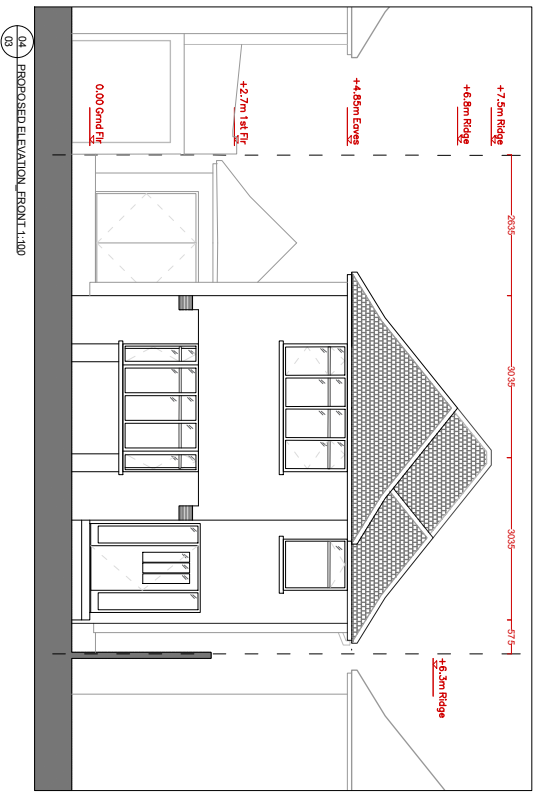 +7.5m Ridge
+6.8m Ridge
+4.85m Eaves
+2.7m 1st Flr
0.00 Grnd Flr
2635
3035
3035
575
+6.3m Ridge
04
03
PROPOSED ELEVATION_FRONT 1:100